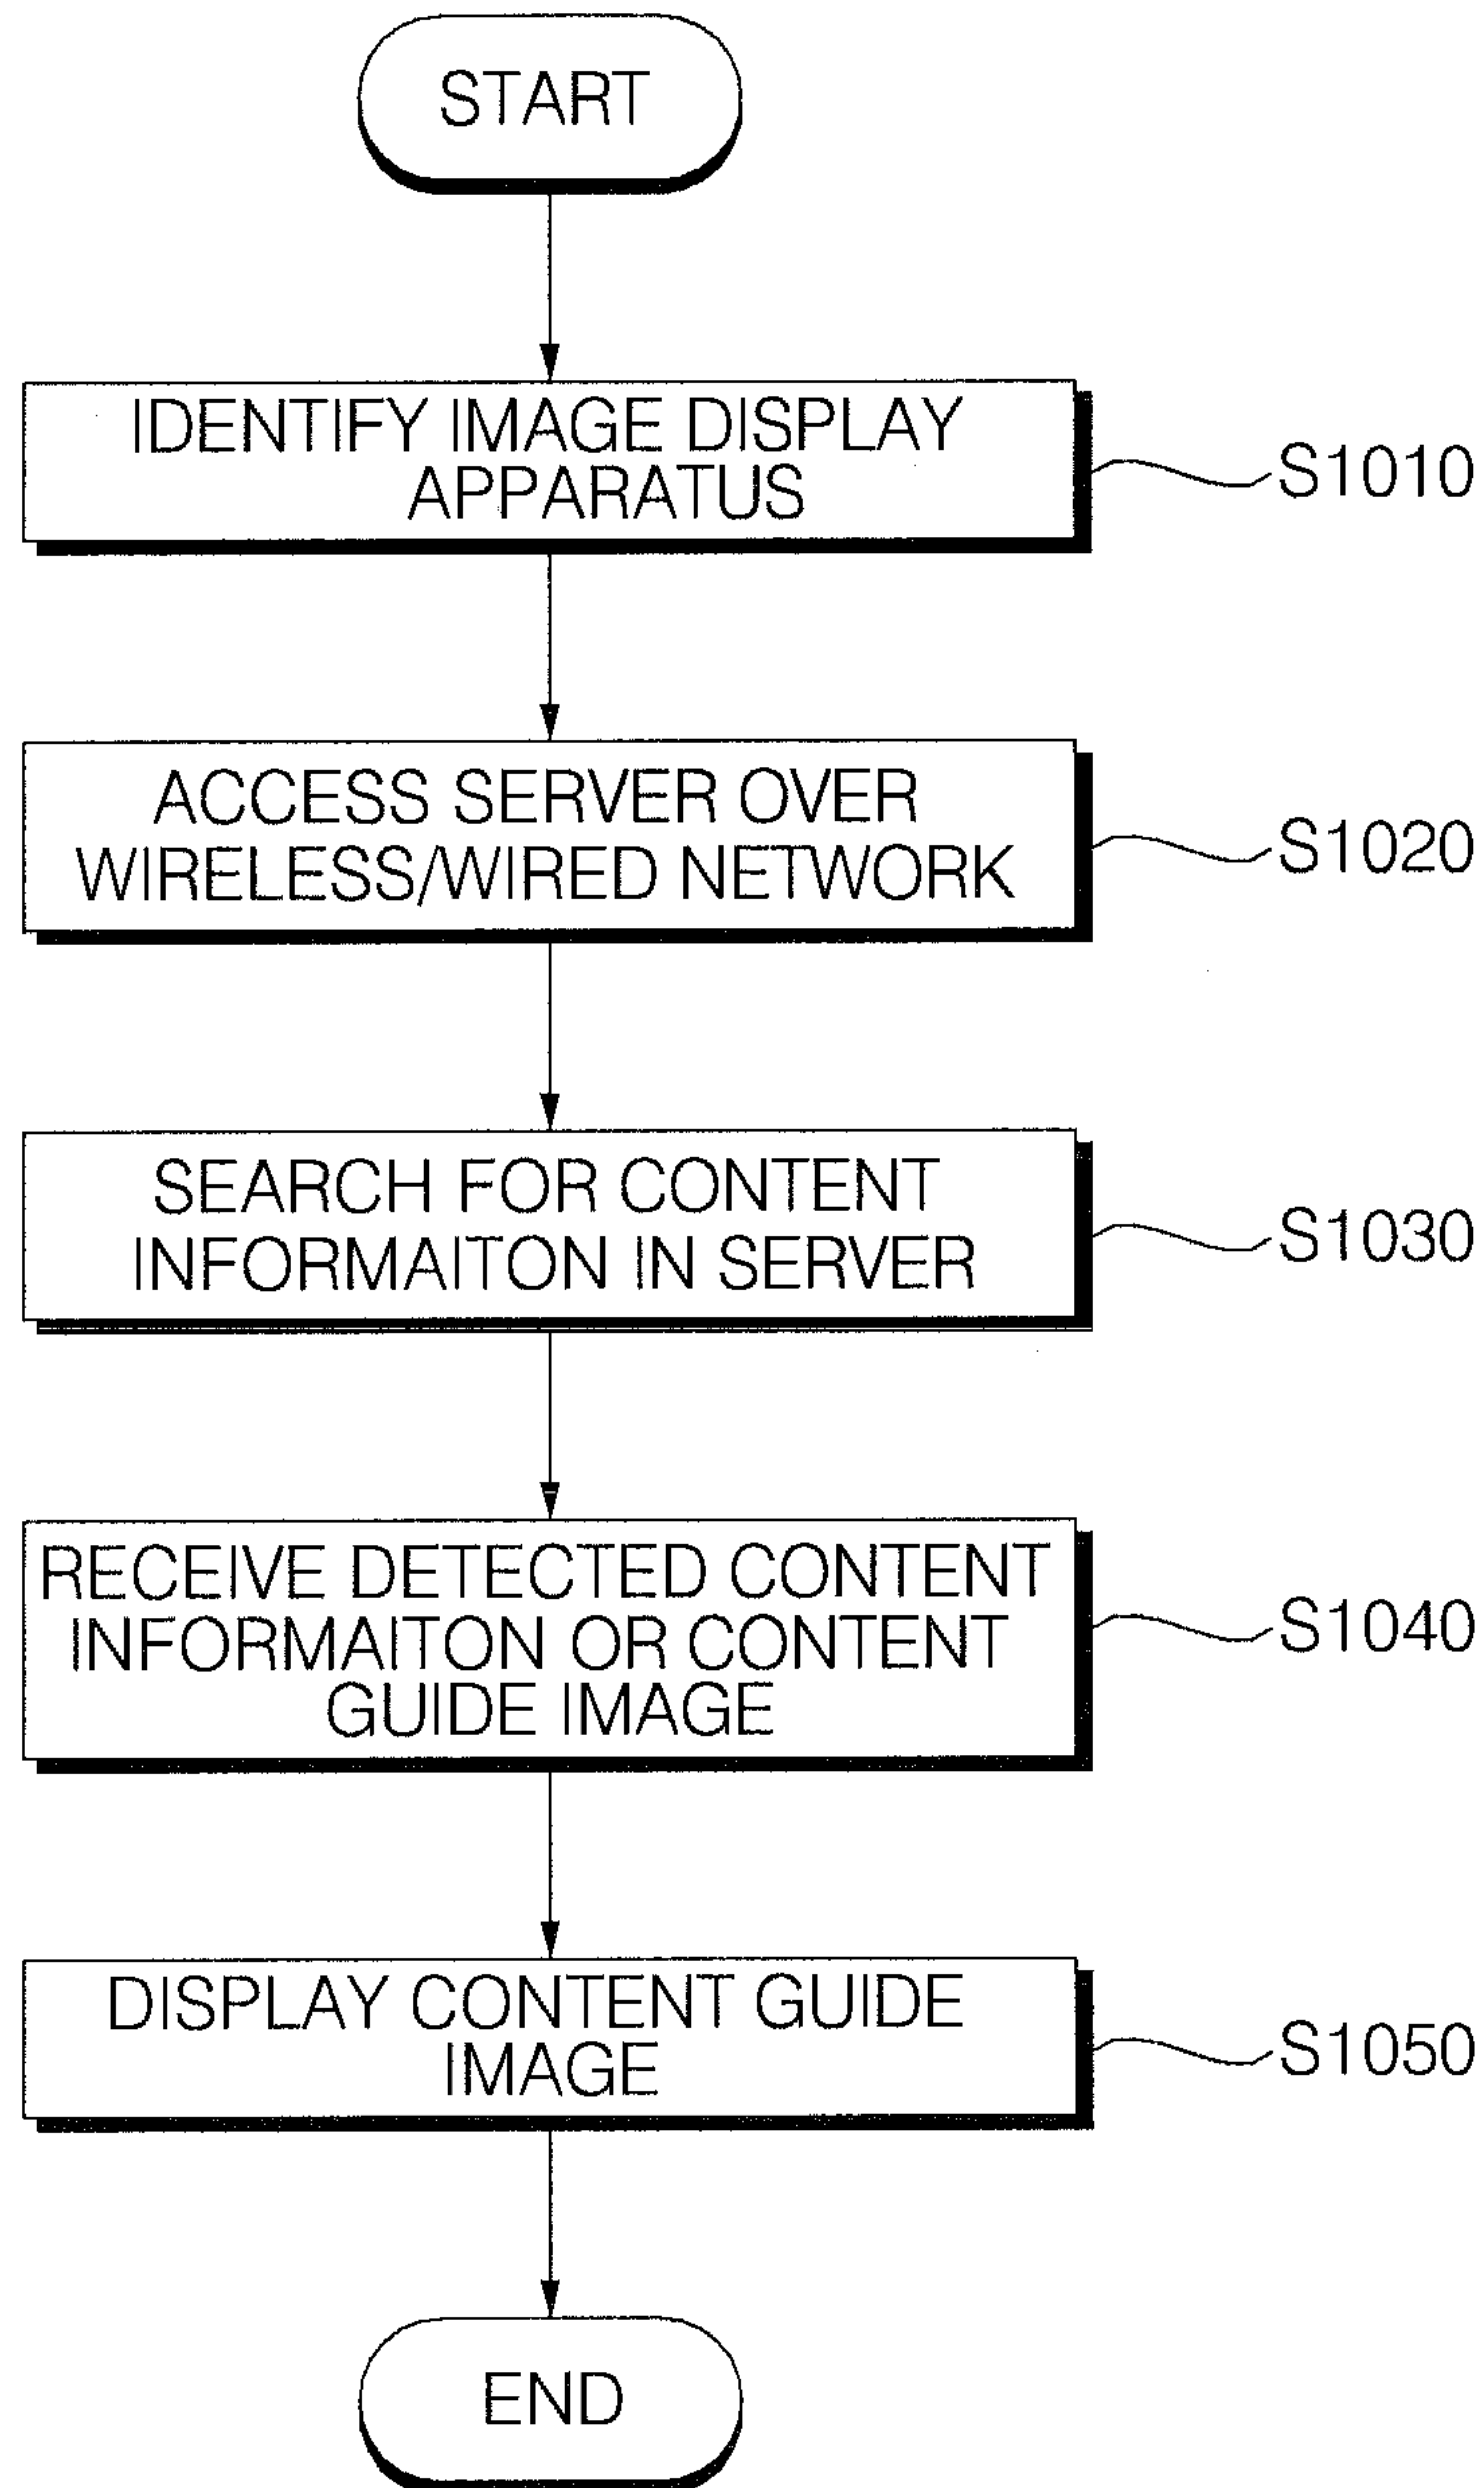 START
IDENTIFY IMAGE DISPLAY
APPARATUS
S1010
ACCESS SERVER OVER
WIRELESS/WIRED NETWORK
S1020
SEARCH FOR CONTENT
INFORMAITON IN SERVER
S1030
RECEIVE DETECTED CONTENT
INFORMAITON OR CONTENT
GUIDE IMAGE
S1040
DISPLAY CONTENT GUIDE
IMAGE
S1050
END